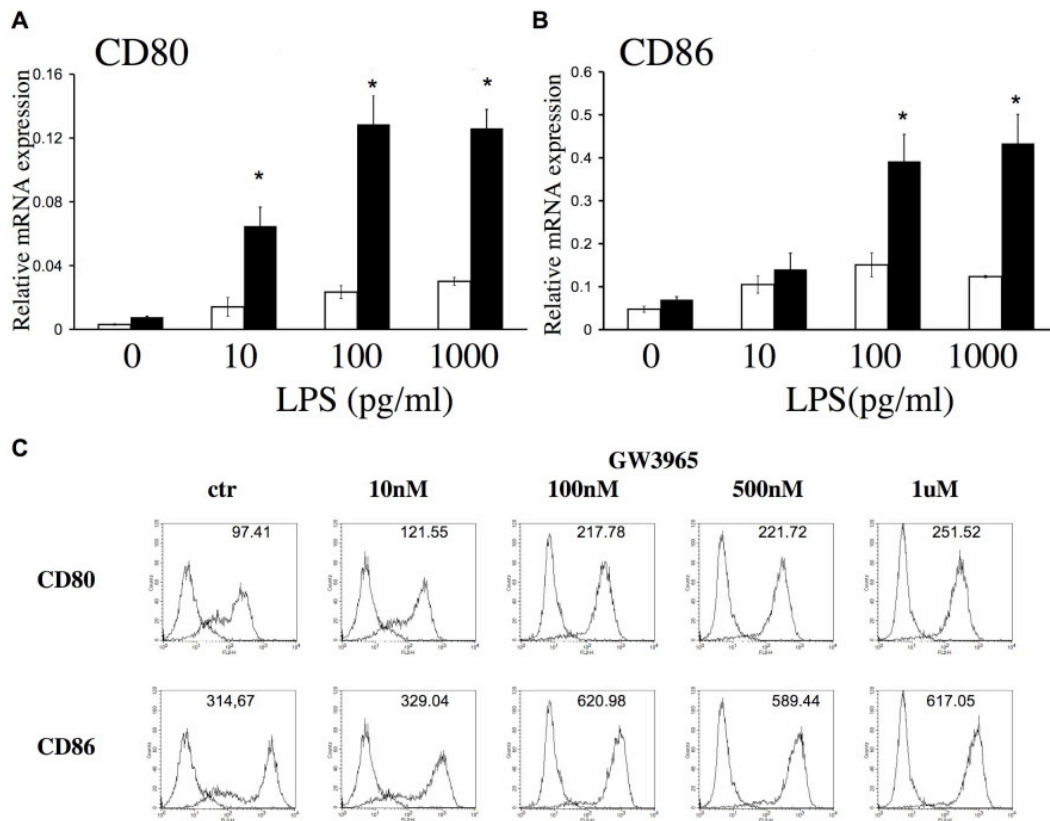 A
CD80
Relative mRNA expression
0.16
0.12
0.08
0.04
0
*
*
*
0 10 100 1000
LPS (pg/ml)
B
CD86
Relative mRNA expression
0.6
0.5
0.4
0.3
0.2
0.1
0
*
*
0 10 100 1000
LPS(pg/ml)
C
GW3965
ctr 10nM 100nM 500nM 1uM
CD80
97.41 121.55 217.78 221.72 251.52
CD86
314,67 329.04 620.98 589.44 617.05